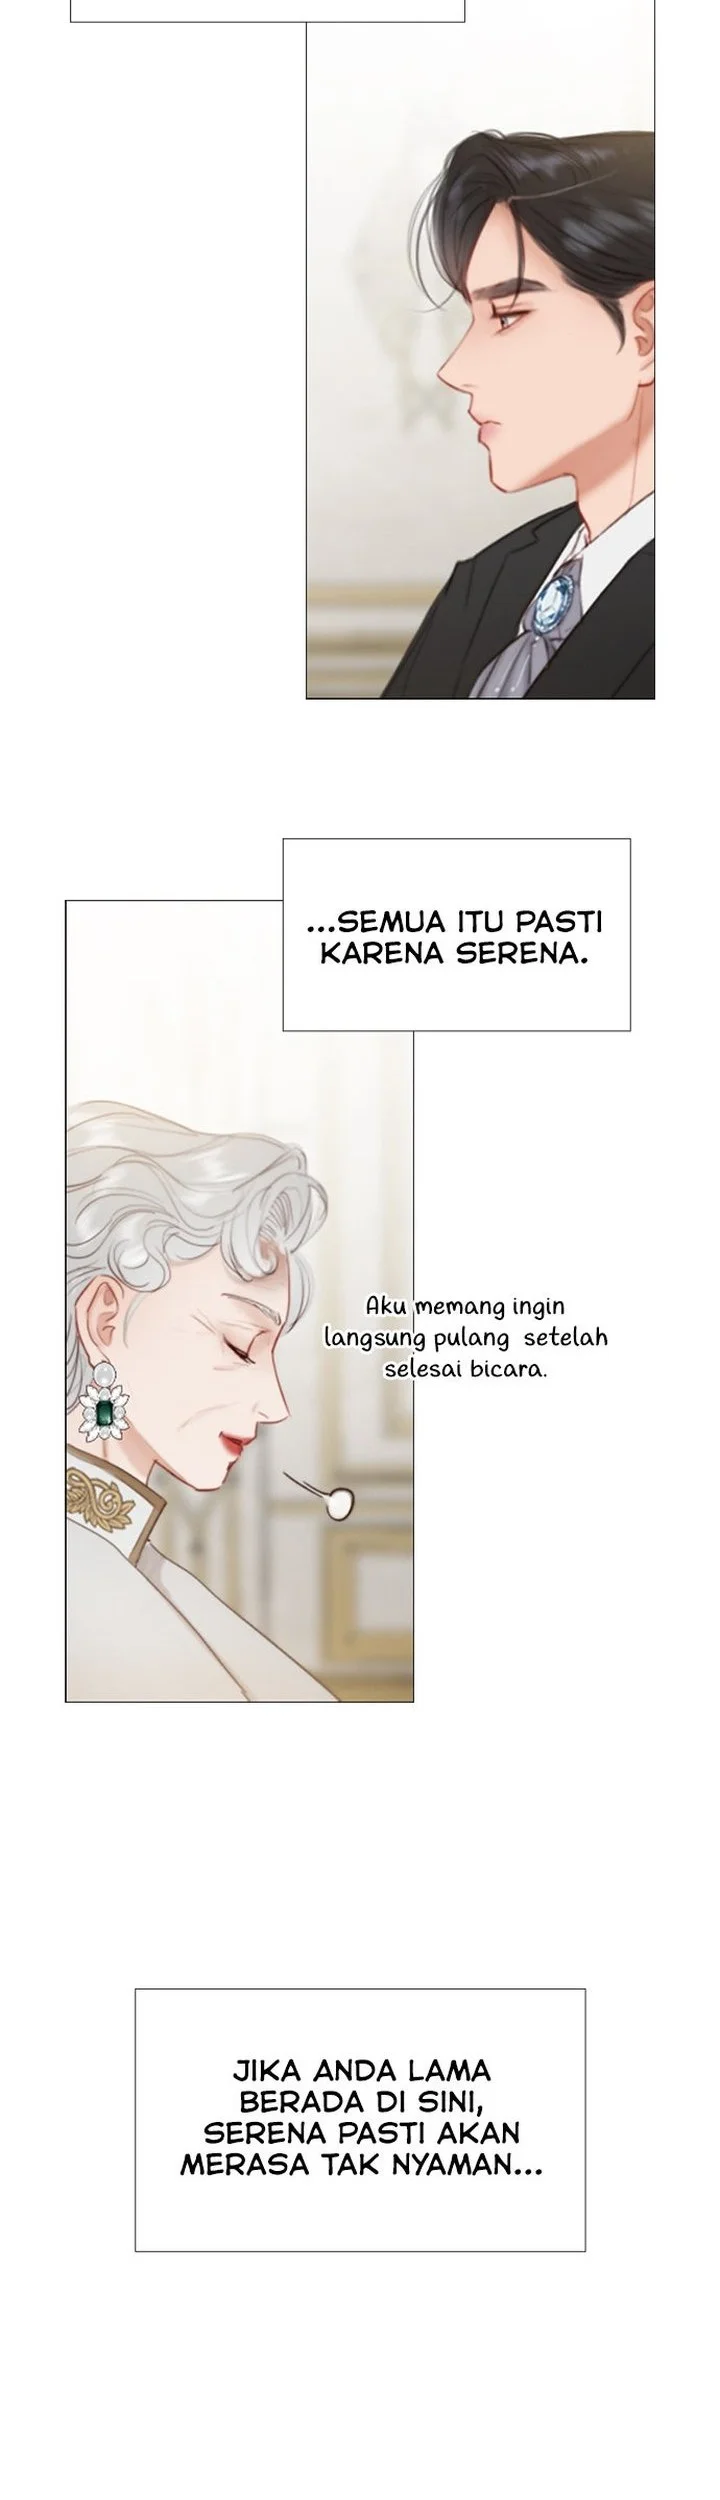 ...SEMUA ITU PASTI
KARENA SERENA.
Aku memang ingin
langsung pulang setelah
selesai bicara.
JIKA ANDA LAMA
BERADA DI SINI,
SERENA PASTI AKAN
MERASA TAK NYAMAN...